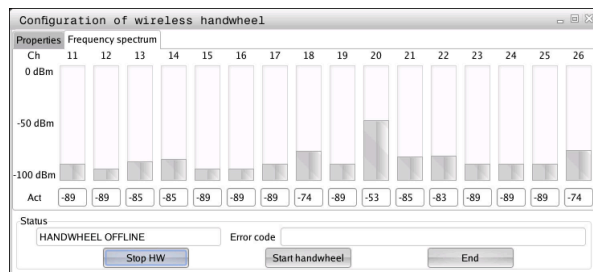 Configuration of wireless handwheel
Properties Frequency spectrum
Ch 11 12 13 14 15 16 17 18 19 20 21 22 23 24 25 26
0 dBm
-50 dBm
-100 dBm
Act -89 -89 -85 -85 -89 -89 -89 -74 -89 -53 -85 -83 -89 -89 -89 -74
Status
HANDWHEEL OFFLINE Error code
Stop HW Start handwheel End